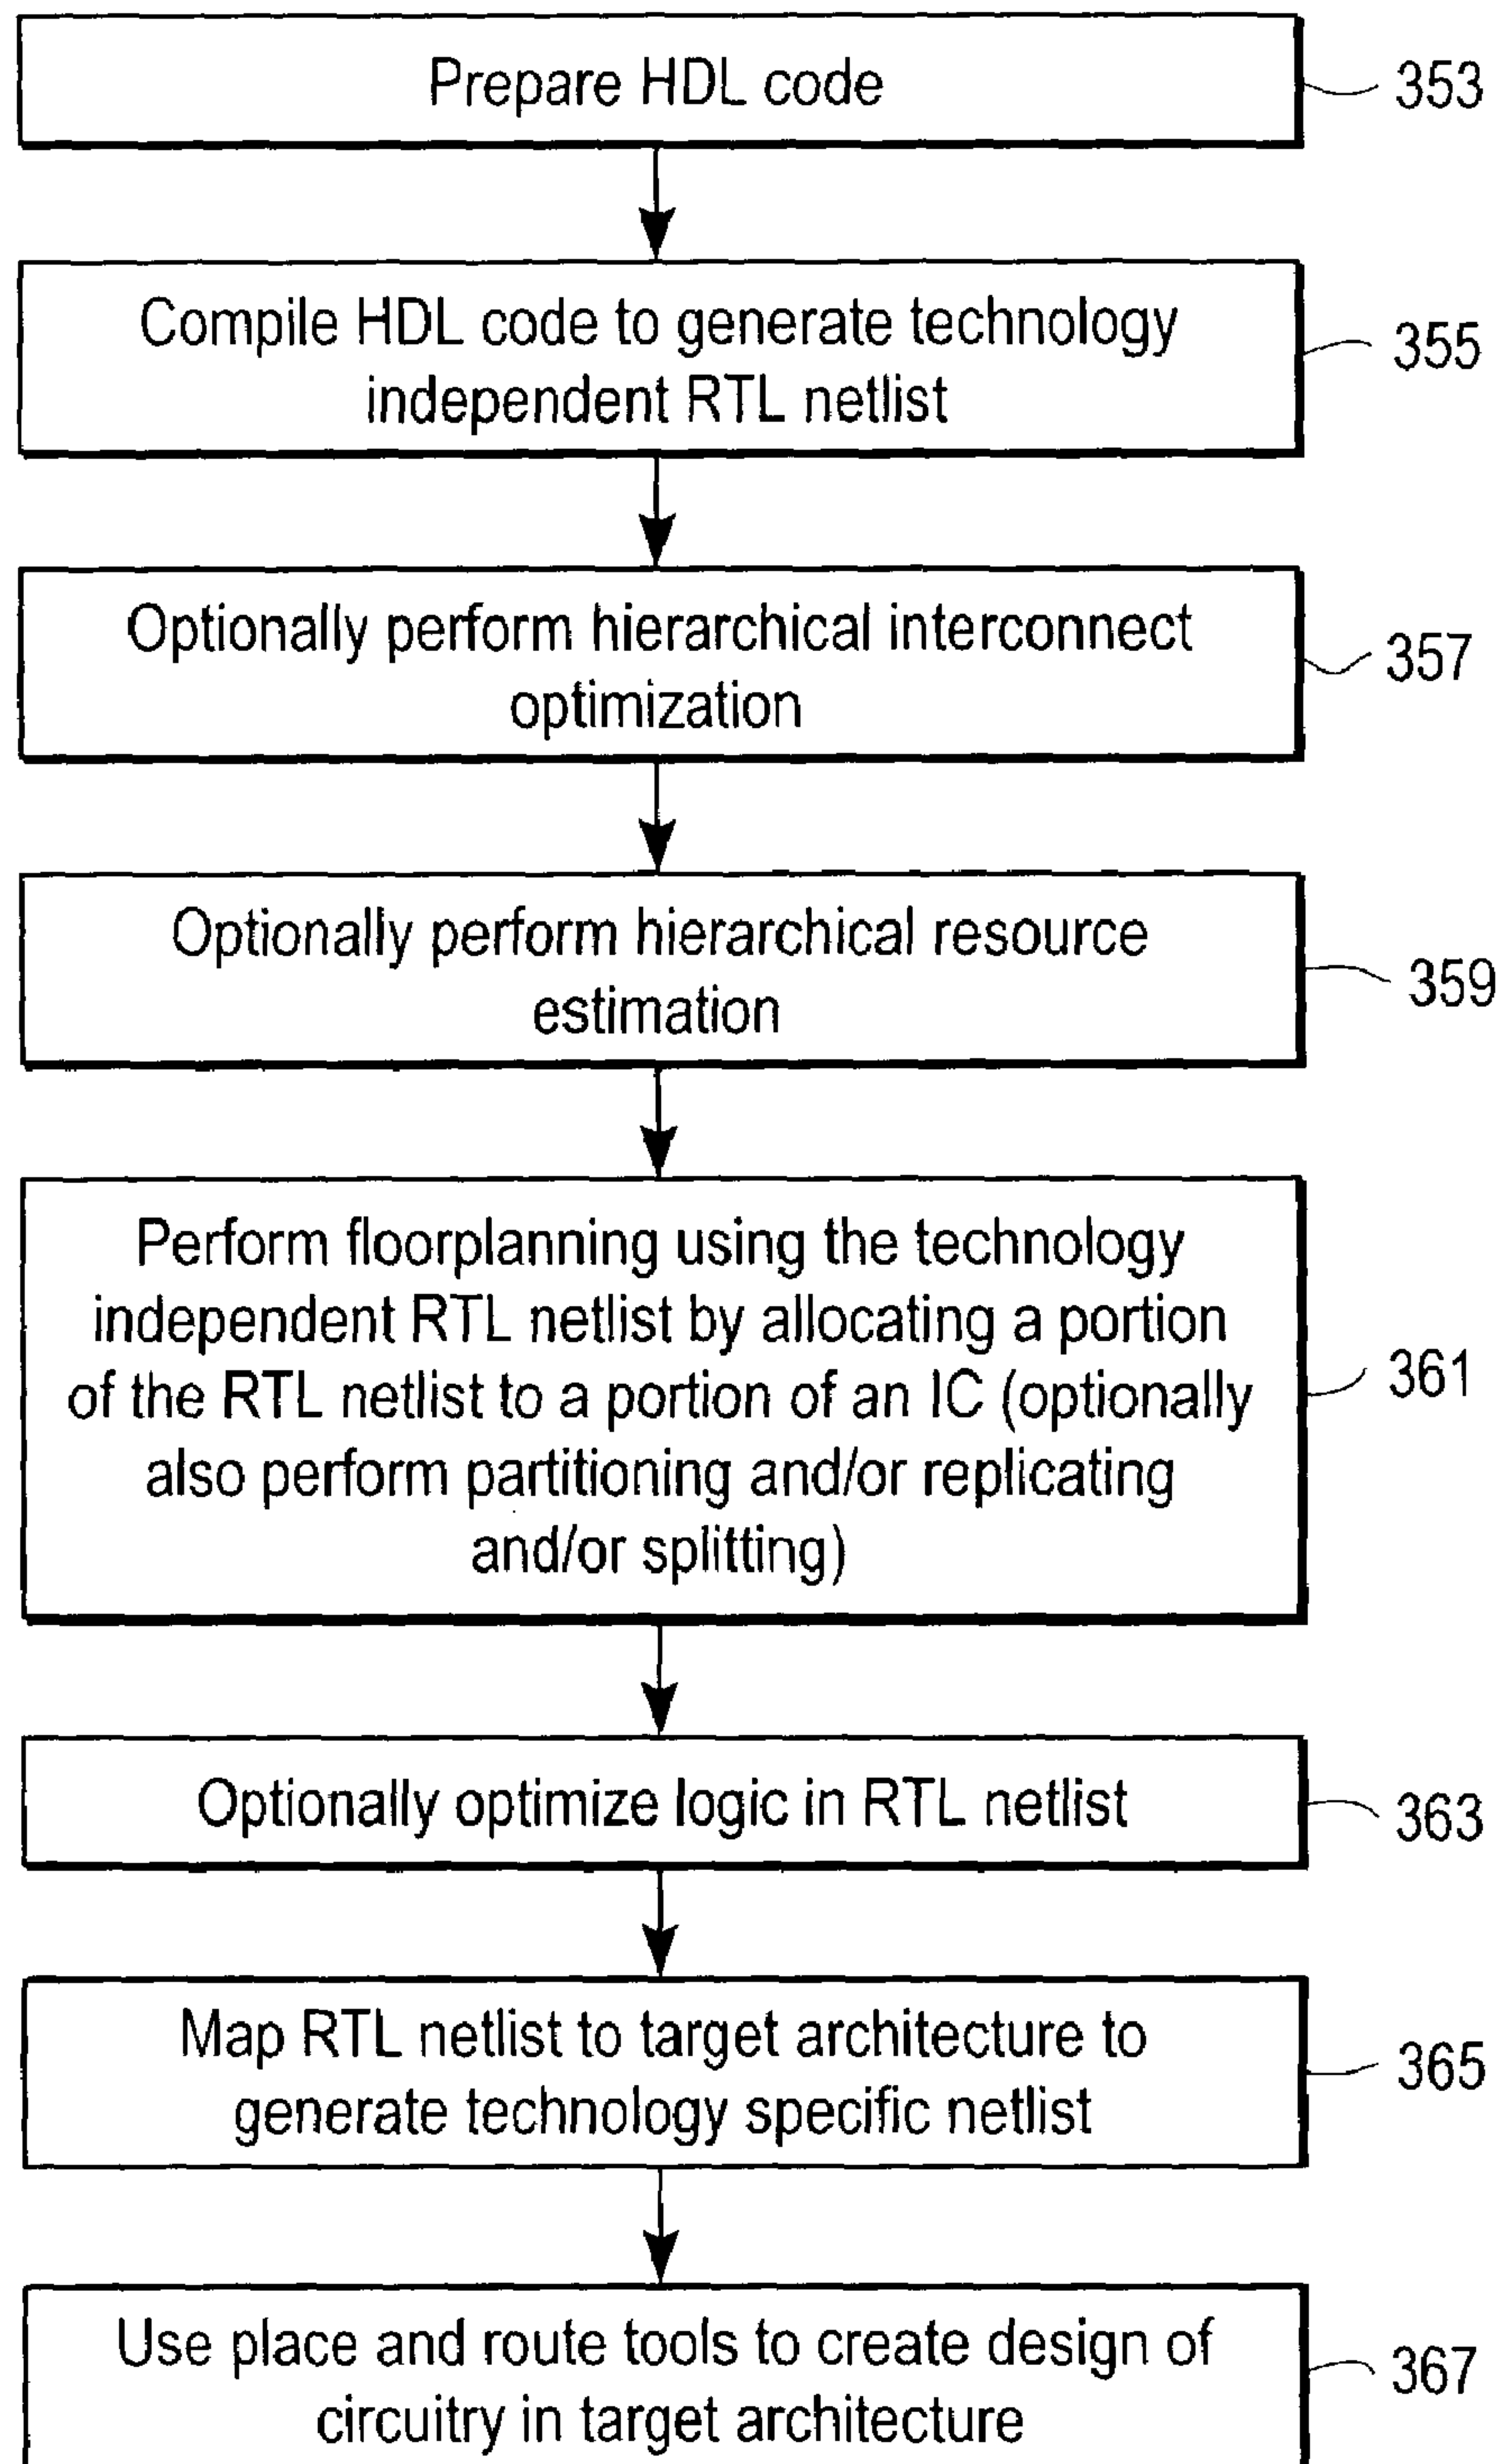 Prepare HDL code
353
Compile HDL code to generate technology
independent RTL netlist
355
Optionally perform hierarchical interconnect
optimization
357
Optionally perform hierarchical resource
estimation
359
Perform floorplanning using the technology
independent RTL netlist by allocating a portion
of the RTL netlist to a portion of an IC (optionally
also perform partitioning and/or replicating
and/or splitting)
361
Optionally optimize logic in RTL netlist
363
Map RTL netlist to target architecture to
generate technology specific netlist
365
Use place and route tools to create design of
circuitry in target architecture
367